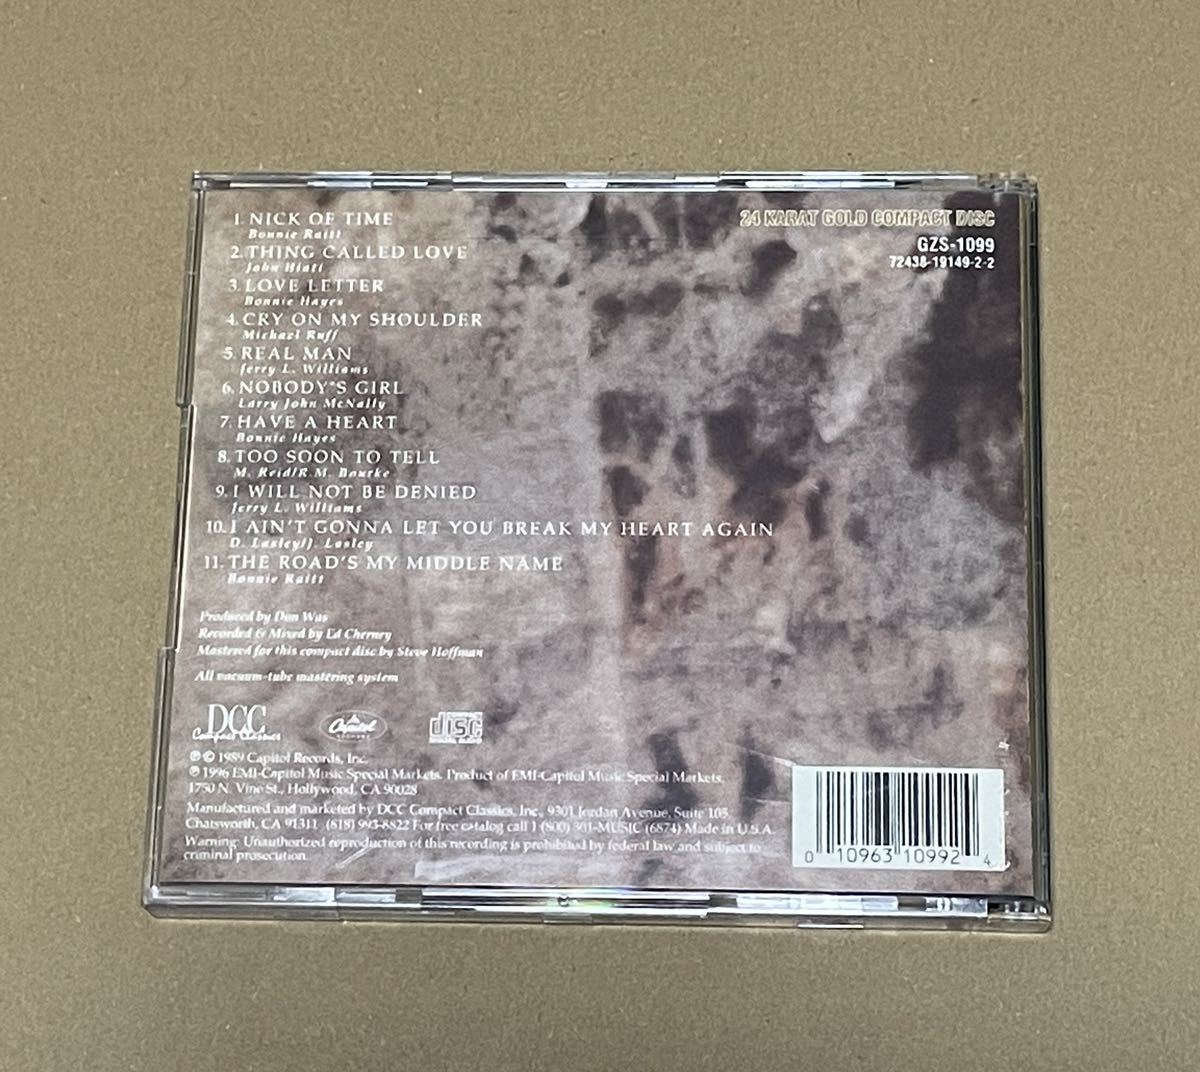 1. NICK OF TIME
Bonnie Raitt
2. THING CALLED LOVE
John Hiatt
3. LOVE LETTER
Bonnie Hayes
4. CRY ON MY SHOULDER
Michael Ruff
5. REAL MAN
Jerry L. Williams
6. NOBODY'S GIRL
Larry John McNally
7. HAVE A HEART
Bonnie Hayes
8. TOO SOON TO TELL
M. Reid/R.M. Bourke
9. I WILL NOT BE DENIED
Jerry L. Williams
10. I AIN'T GONNA LET YOU BREAK MY HEART AGAIN
D. Lasley/J. Lasley
11. THE ROAD'S MY MIDDLE NAME
Bonnie Raitt
24 KARAT GOLD COMPACT DISC
GZS-1099
72438-19149-2-2
Produced by Don Was
Recorded & Mixed by Ed Cherney
Mastered for this compact disc by Steve Hoffman
All vacuum-tube mastering system
DCC
Compact Classics
Capitol
RECORDS
COMPACT
disc
DIGITAL AUDIO
℗ © 1989 Capitol Records, Inc.
℗ 1996 EMI-Capitol Music Special Markets. Product of EMI-Capitol Music Special Markets,
1750 N. Vine St., Hollywood, CA 90028
Manufactured and marketed by DCC Compact Classics, Inc., 9301 Jordan Avenue, Suite 105
Chatsworth, CA 91311 (818) 993-8822 For free catalog call 1 (800) 301-MUSIC (6874) Made in U.S.A.
Warning: Unauthorized reproduction of this recording is prohibited by federal law and subject to
criminal prosecution.
0 10963 10992 4